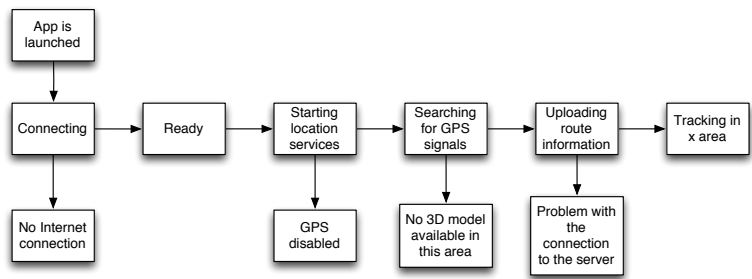 App is
launched
Connecting
Ready
Starting
location
services
Searching
for GPS
signals
Uploading
route
information
Tracking in
x area
No Internet
connection
GPS
disabled
No 3D model
available in
this area
Problem with
the
connection
to the server